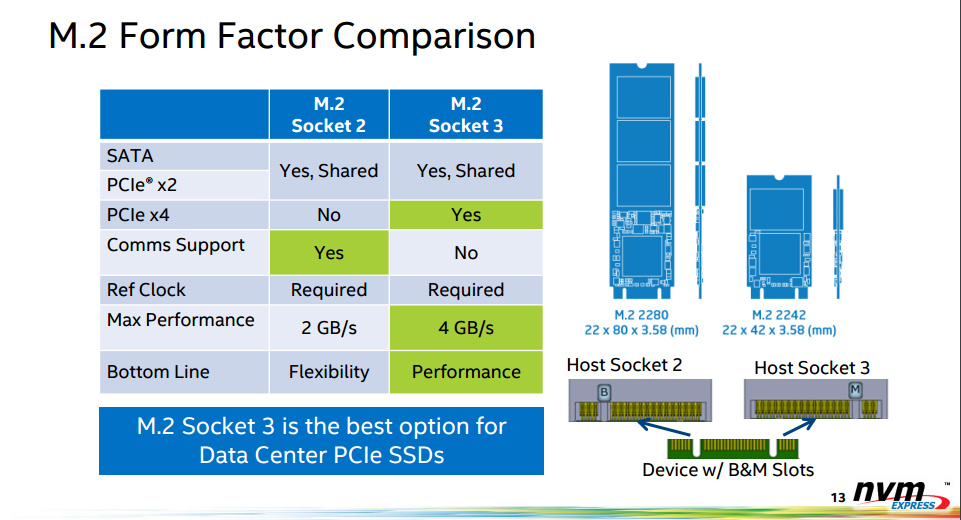 M.2 Form Factor Comparison
M.2
Socket 2
M.2
Socket 3
SATA
PCIe® x2
Yes, Shared
Yes, Shared
PCIe x4
No
Yes
Comms Support
Yes
No
Ref Clock
Required
Required
Max Performance
2 GB/s
4 GB/s
Bottom Line
Flexibility
Performance
M.2 Socket 3 is the best option for
Data Center PCIe SSDs
M.2 2280
22 x 80 x 3.58 (mm)
M.2 2242
22 x 42 x 3.58 (mm)
Host Socket 2
Host Socket 3
B
M
Device w/ B&M Slots
13
nvm
EXPRESS
™